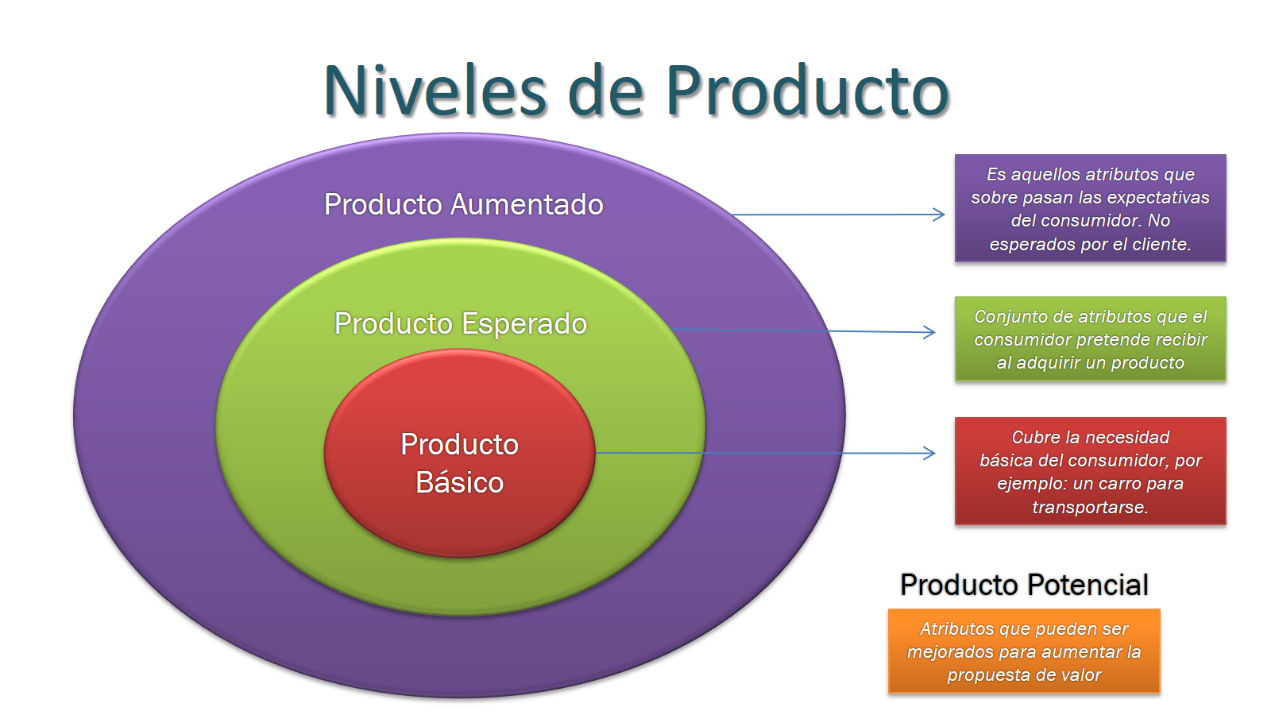 Niveles de Producto
Producto Aumentado
Es aquellos atributos que
sobre pasan las expectativas
del consumidor. No
esperados por el cliente.
Producto Esperado
Conjunto de atributos que el
consumidor pretende recibir
al adquirir un producto
Producto
Básico
Cubre la necesidad
básica del consumidor, por
ejemplo: un carro para
transportarse.
Producto Potencial
Atributos que pueden ser
mejorados para aumentar la
propuesta de valor